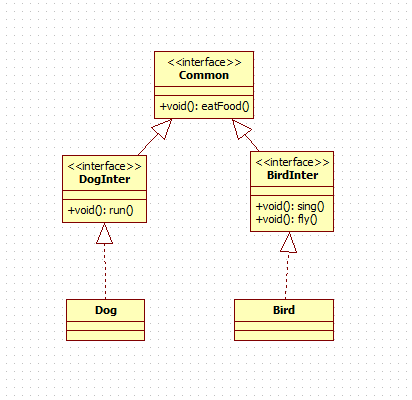 <<interface>>
Common
+void(): eatFood()
<<interface>>
DogInter
+void(): run()
<<interface>>
BirdInter
+void(): sing()
+void(): fly()
Dog
Bird